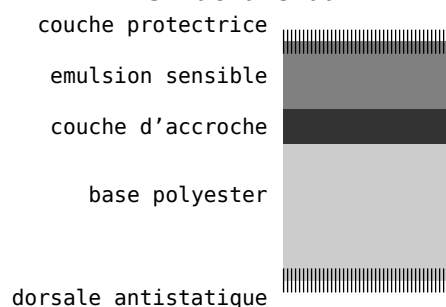 couche protectrice
emulsion sensible
couche d'accroche
base polyester
dorsale antistatique